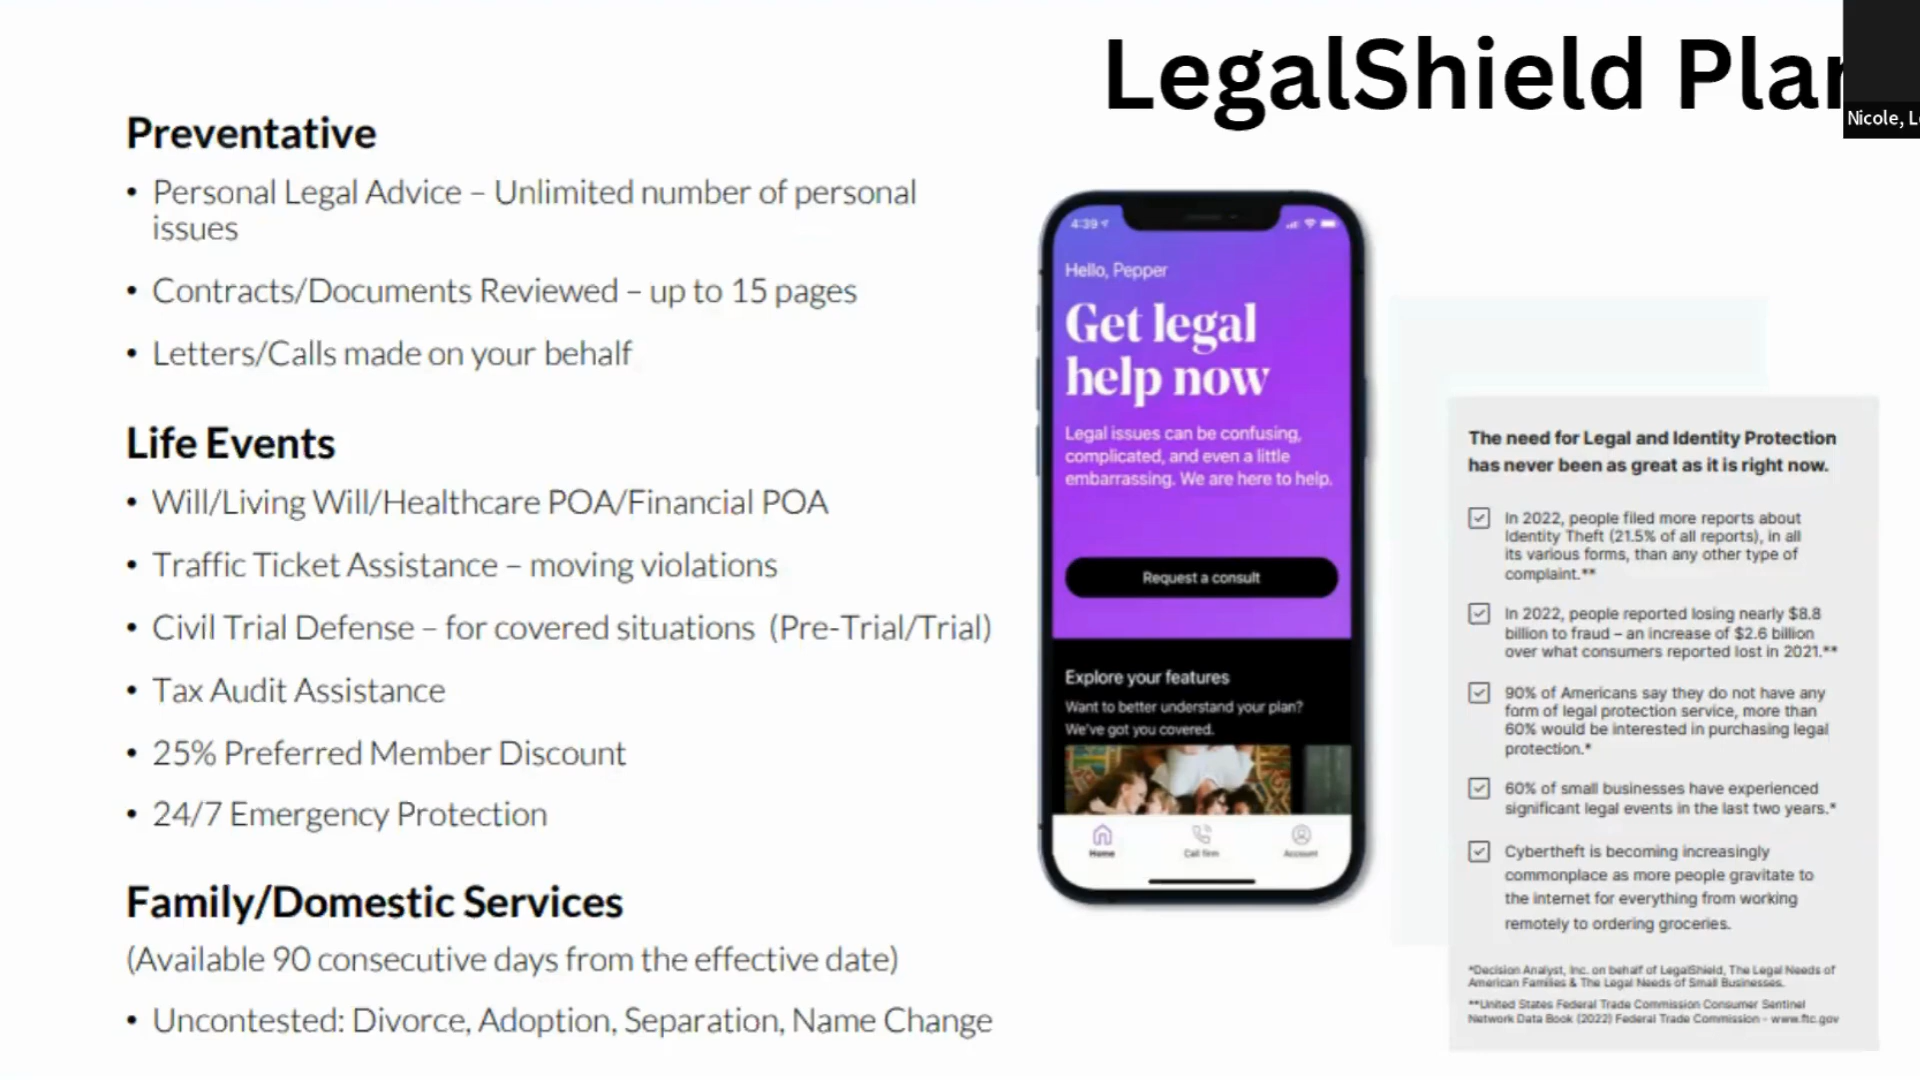 LegalShield Plan
Nicole, L
Preventative
• Personal Legal Advice – Unlimited number of personal
issues
• Contracts/Documents Reviewed – up to 15 pages
• Letters/Calls made on your behalf
Life Events
• Will/Living Will/Healthcare POA/Financial POA
• Traffic Ticket Assistance – moving violations
• Civil Trial Defense – for covered situations (Pre-Trial/Trial)
• Tax Audit Assistance
• 25% Preferred Member Discount
• 24/7 Emergency Protection
Family/Domestic Services
(Available 90 consecutive days from the effective date)
• Uncontested: Divorce, Adoption, Separation, Name Change
4:39
Hello, Pepper
Get legal
help now
Legal issues can be confusing,
complicated, and even a little
embarrassing. We are here to help.
Request a consult
Explore your features
Want to better understand your plan?
We've got you covered.
Home
Call firm
Account
The need for Legal and Identity Protection
has never been as great as it is right now.
In 2022, people filed more reports about
Identity Theft (21.5% of all reports), in all
its various forms, than any other type of
complaint.**
In 2022, people reported losing nearly $8.8
billion to fraud – an increase of $2.6 billion
over what consumers reported lost in 2021.**
90% of Americans say they do not have any
form of legal protection service, more than
60% would be interested in purchasing legal
protection.*
60% of small businesses have experienced
significant legal events in the last two years.*
Cybertheft is becoming increasingly
commonplace as more people gravitate to
the internet for everything from working
remotely to ordering groceries.
*Decision Analyst, Inc. on behalf of LegalShield, The Legal Needs of
American Families & The Legal Needs of Small Businesses.
**United States Federal Trade Commission Consumer Sentinel
Network Data Book (2022) Federal Trade Commission - www.ftc.gov